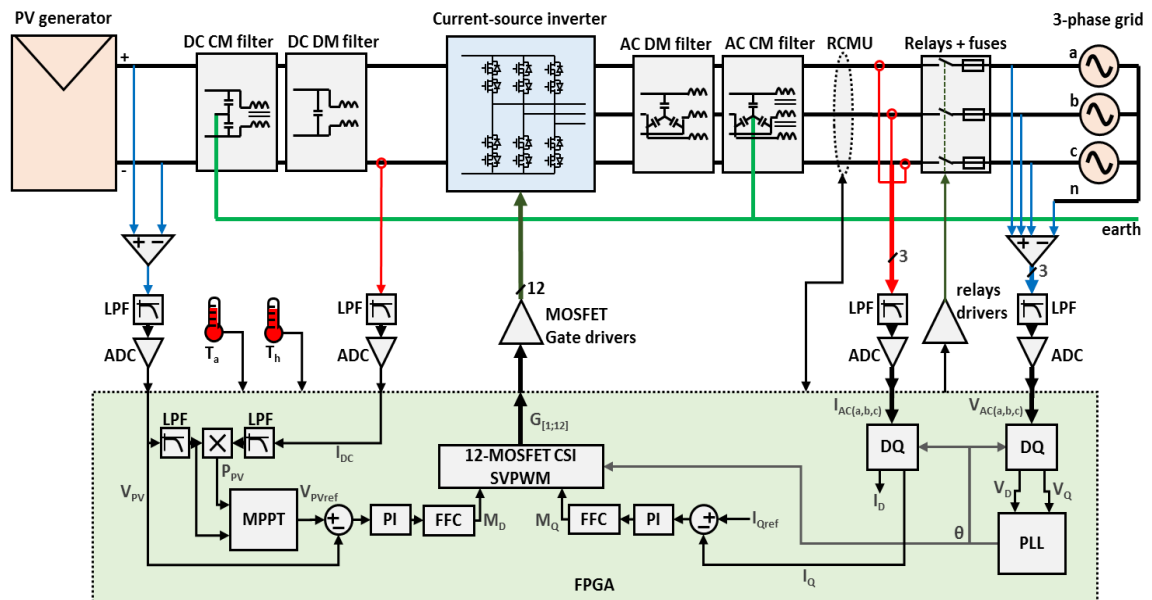 PV generator
Current-source inverter
3-phase grid
DC CM filter
DC DM filter
AC DM filter
AC CM filter
RCMU
Relays + fuses
+
-
a
b
c
n
earth
+ −
+ −
3
3
12
LPF
LPF
LPF
LPF
MOSFET
Gate drivers
relays
drivers
Ta
Th
ADC
ADC
ADC
ADC
G[1;12]
IAC(a,b,c)
VAC(a,b,c)
LPF
LPF
×
IDC
PPV
12-MOSFET CSI
SVPWM
DQ
DQ
VPV
VPVref
MPPT
+
−
PI
FFC
MD
MQ
FFC
PI
+
−
IQref
ID
VD
VQ
θ
PLL
IQ
FPGA